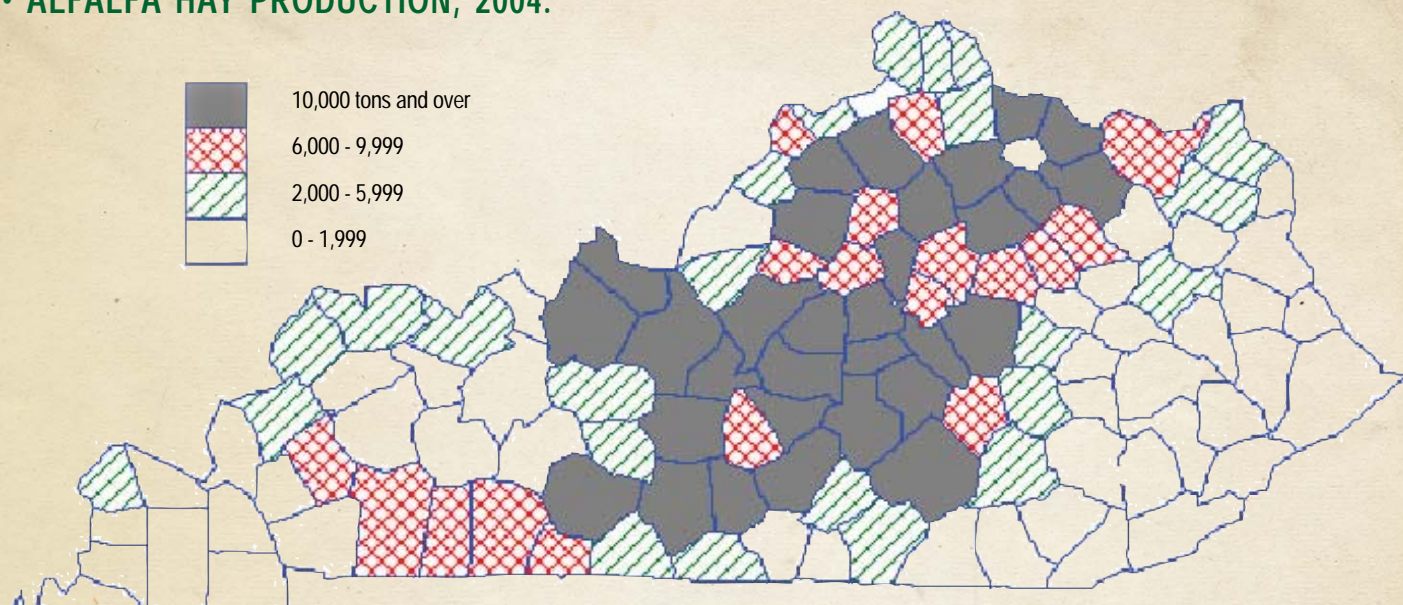 • ALFALFA HAY PRODUCTION, 2004.
10,000 tons and over
6,000 - 9,999
2,000 - 5,999
0 - 1,999